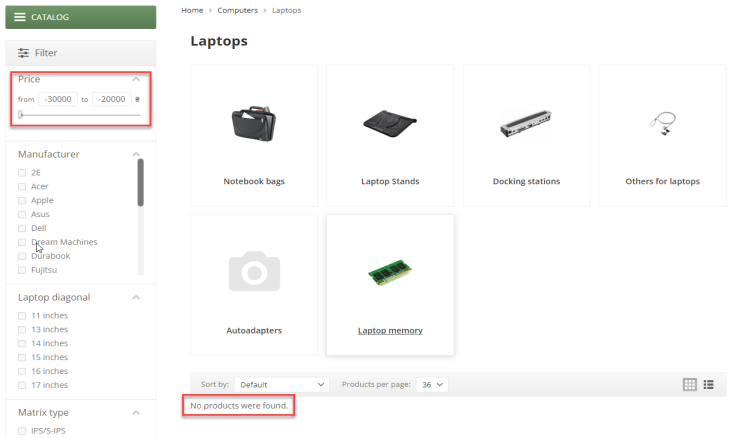 CATALOG
Filter
Price
from -30000 to -20000 ₴
Manufacturer
2E
Acer
Apple
Asus
Dell
Dream Machines
Durabook
Fujitsu
Laptop diagonal
11 inches
13 inches
14 inches
15 inches
16 inches
17 inches
Matrix type
IPS/S-IPS
Home > Computers > Laptops
Laptops
Notebook bags
Laptop Stands
Docking stations
Others for laptops
Autoadapters
Laptop memory
Sort by: Default Products per page: 36
No products were found.